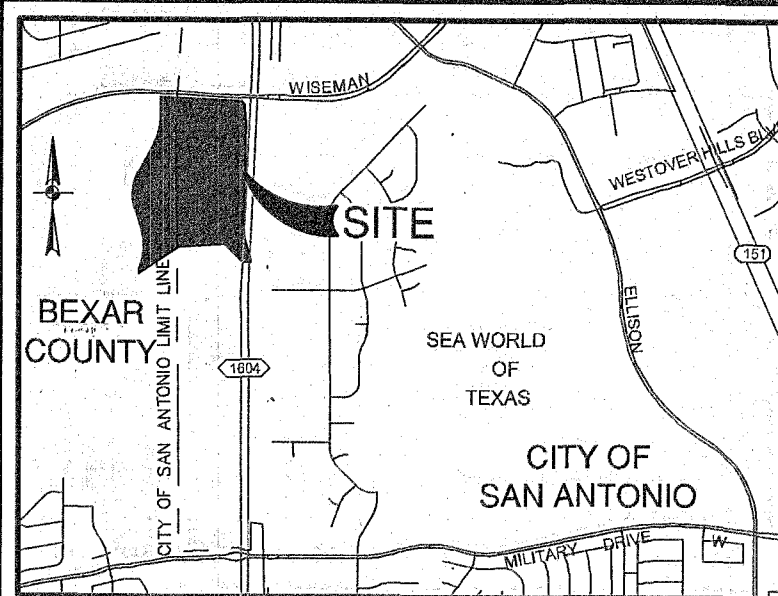 WISEMAN
WESTOVER HILLS BLVD
SITE
151
BEXAR
COUNTY
CITY OF SAN ANTONIO LIMIT LINE
ELLISON
SEA WORLD
OF
TEXAS
1604
CITY OF
SAN ANTONIO
MILITARY DRIVE W